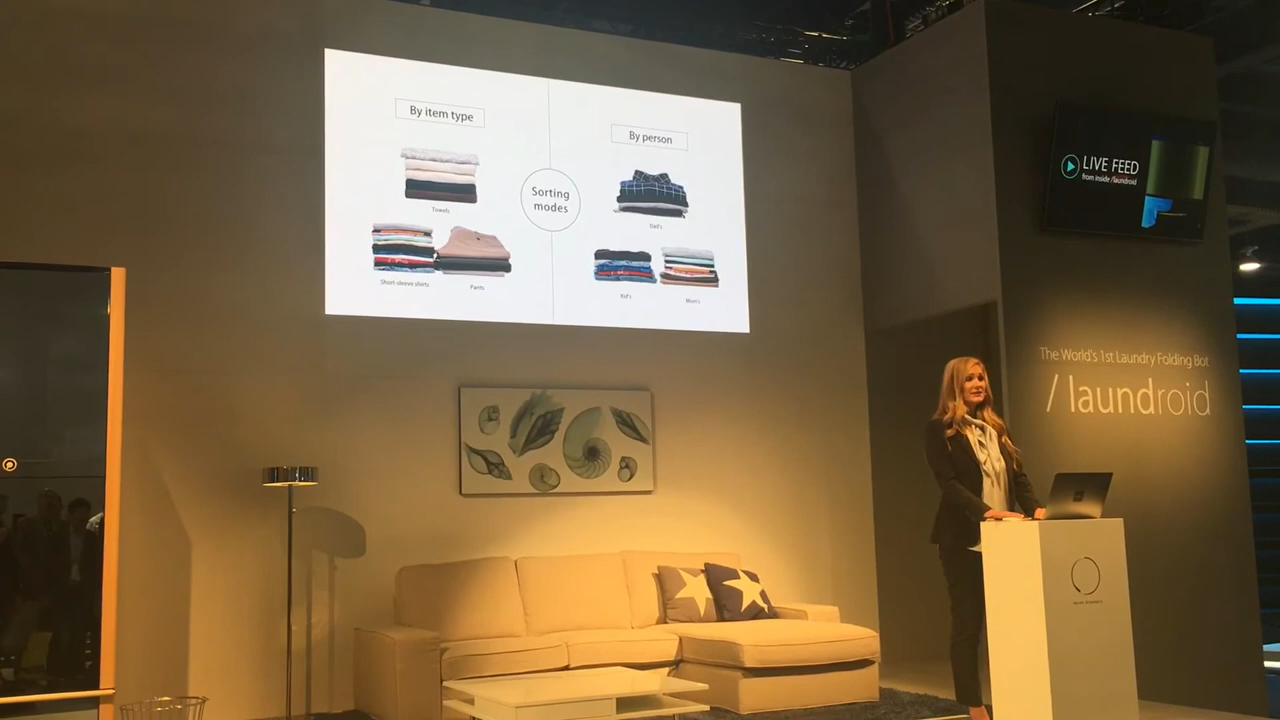 By item type
Towels
Short-sleeve shirts
Pants
Sorting
modes
By person
Dad's
Kid's
Mom's
LIVE FEED
from inside /laundroid
The World's 1st Laundry Folding Bot
/ laundroid